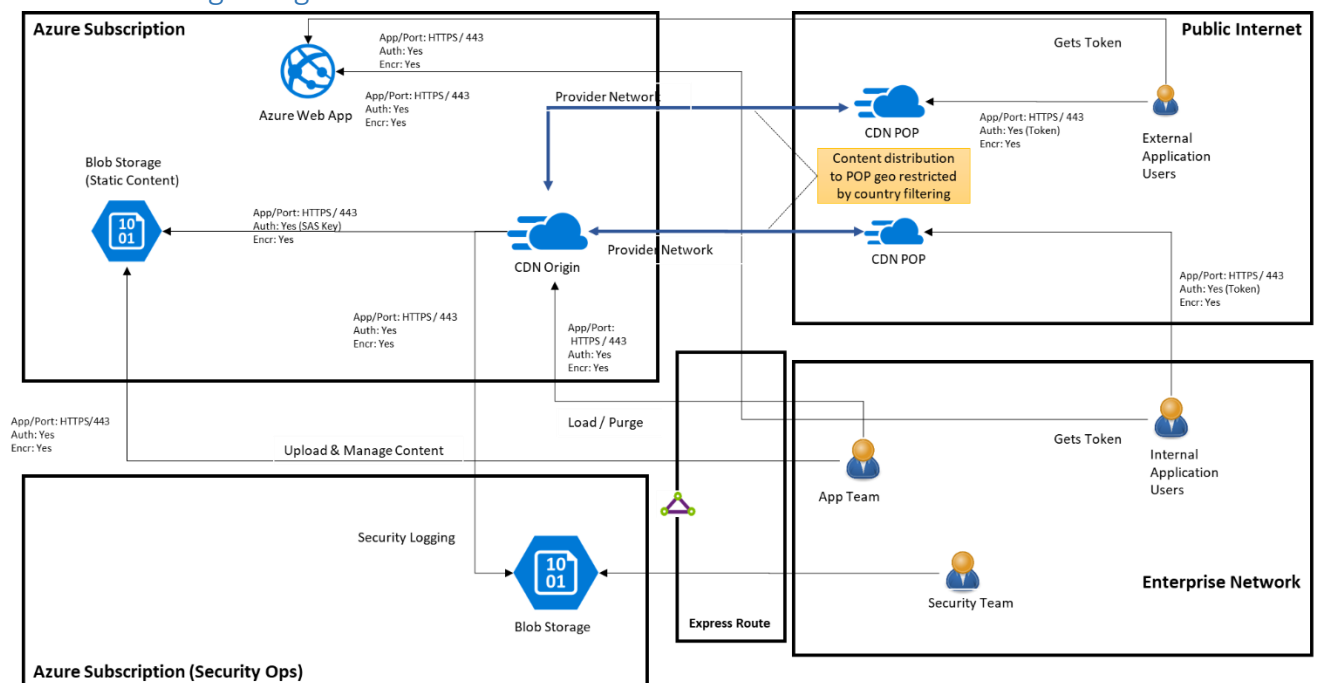 Azure Subscription
App/Port: HTTPS/ 443
Auth: Yes
Encr: Yes
Azure Web App
App/Port: HTTPS/ 443
Auth: Yes
Encr: Yes
Blob Storage
(Static Content)
10
01
App/Port: HTTPS/ 443
Auth: Yes (SAS Key)
Encr: Yes
CDN Origin
Provider Network
Provider Network
App/Port: HTTPS/ 443
Auth: Yes
Encr: Yes
App/Port:
HTTPS/ 443
Auth: Yes
Encr: Yes
Public Internet
Gets Token
CDN POP
App/Port: HTTPS/ 443
Auth: Yes (Token)
Encr: Yes
External
Application
Users
Content distribution
to POP geo restricted
by country filtering
CDN POP
App/Port: HTTPS/ 443
Auth: Yes (Token)
Encr: Yes
App/Port: HTTPS/443
Auth: Yes
Encr: Yes
Load / Purge
Upload & Manage Content
Gets Token
Internal
Application
Users
App Team
Security Team
Enterprise Network
Express Route
Security Logging
10
01
Blob Storage
Azure Subscription (Security Ops)